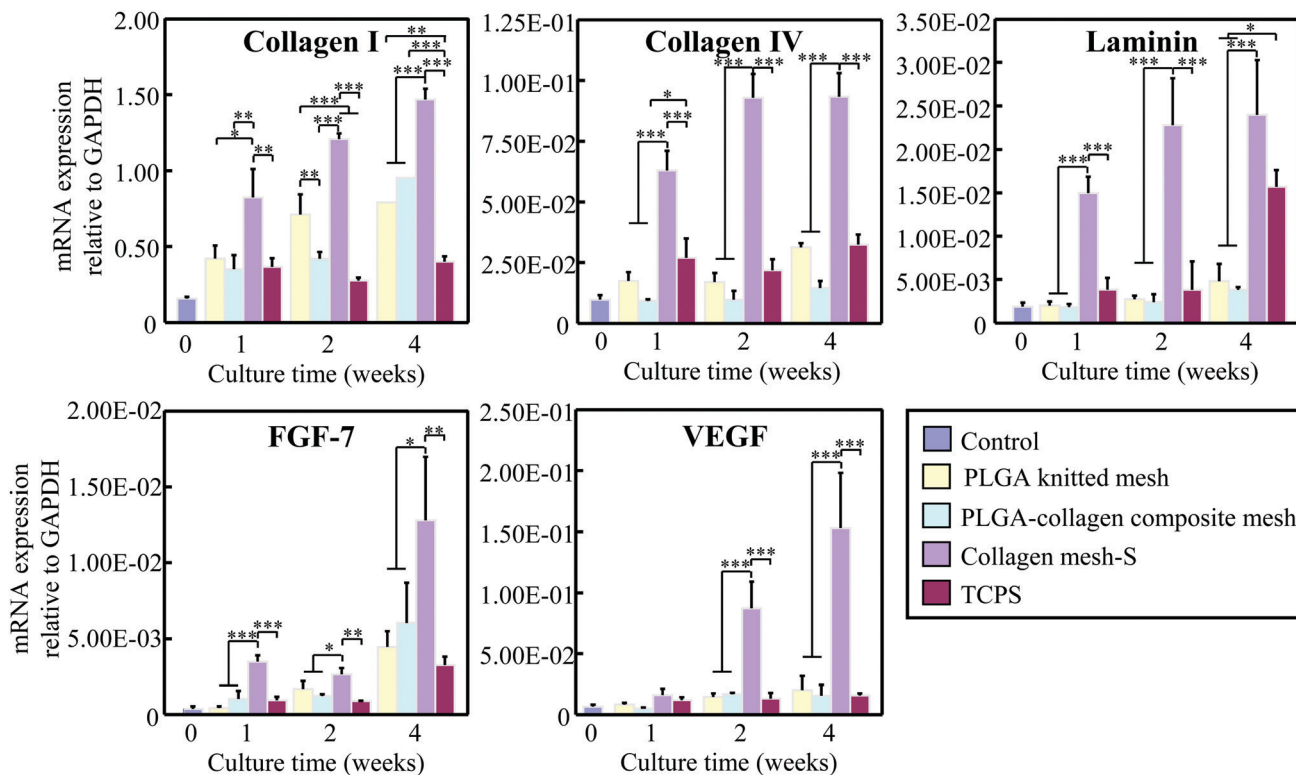 Collagen I
mRNA expression
relative to GAPDH
2.00
1.50
1.00
0.50
0
** *** *** ***
*** *** *** **
** * **
0 1 2 4
Culture time (weeks)
Collagen IV
1.25E-01
1.00E-01
7.50E-02
5.00E-02
2.50E-02
0
*** *** *** ***
* *** ***
0 1 2 4
Culture time (weeks)
Laminin
3.50E-02
3.00E-02
2.50E-02
2.00E-02
1.50E-02
1.00E-02
5.00E-03
0
* ***
*** ***
*** ***
0 1 2 4
Culture time (weeks)
FGF-7
mRNA expression
relative to GAPDH
2.00E-02
1.50E-02
1.00E-02
5.00E-03
0
* **
*** *** * **
0 1 2 4
Culture time (weeks)
VEGF
2.50E-01
2.00E-01
1.50E-01
1.00E-01
5.00E-02
0
*** ***
*** ***
0 1 2 4
Culture time (weeks)
Control
PLGA knitted mesh
PLGA-collagen composite mesh
Collagen mesh-S
TCPS